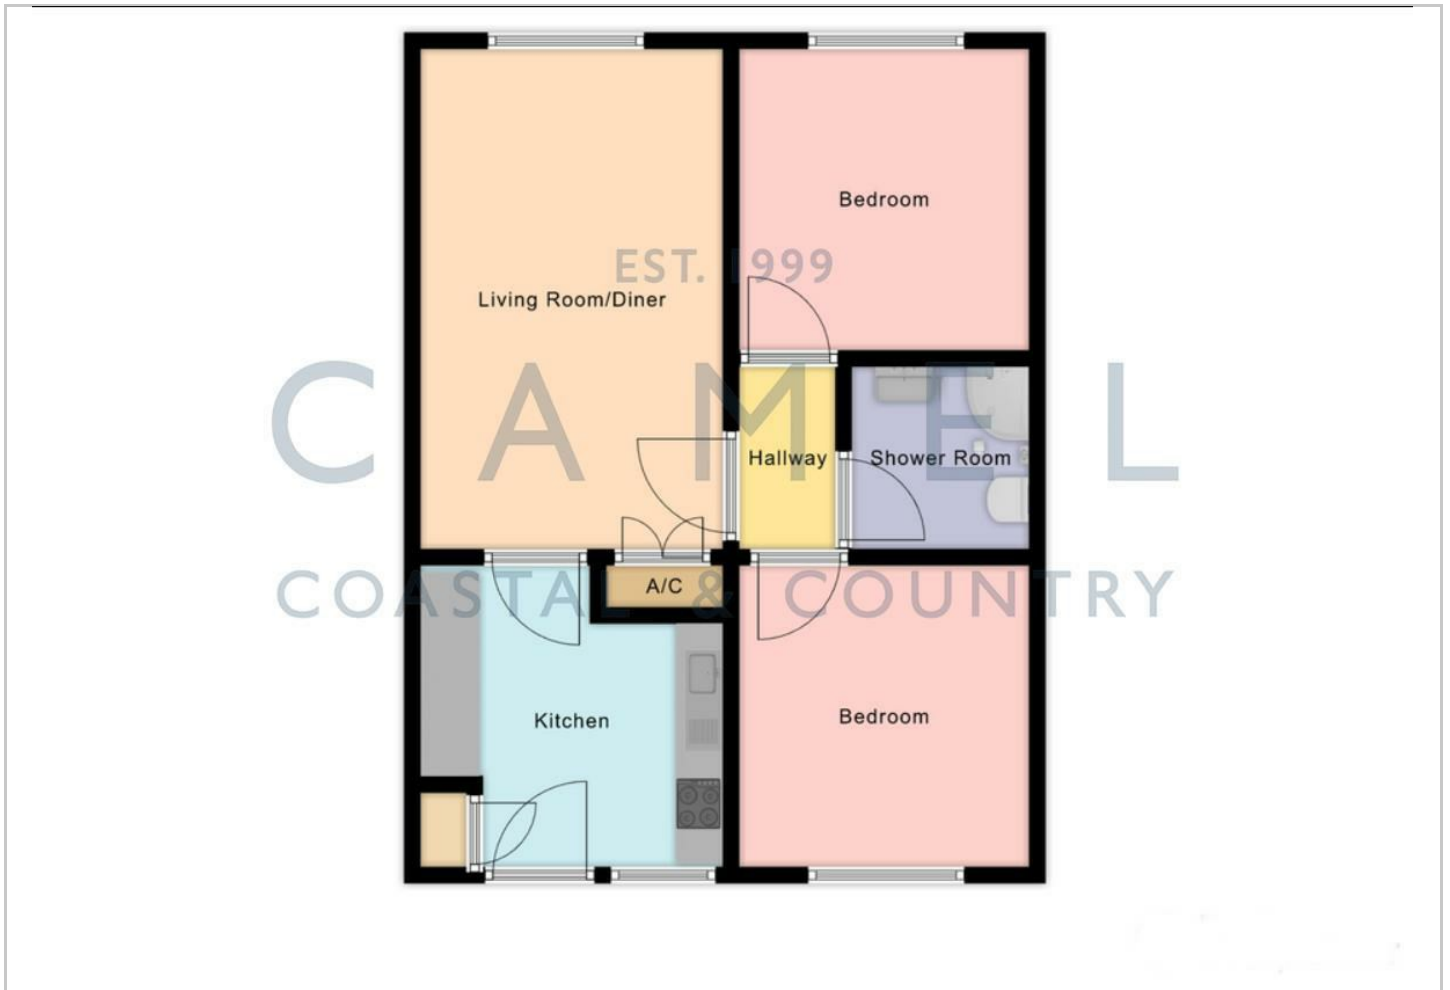 Bedroom
EST. 1999
Living Room/Diner
CAMEL
Hallway
Shower Room
A/C
COASTAL & COUNTRY
Kitchen
Bedroom